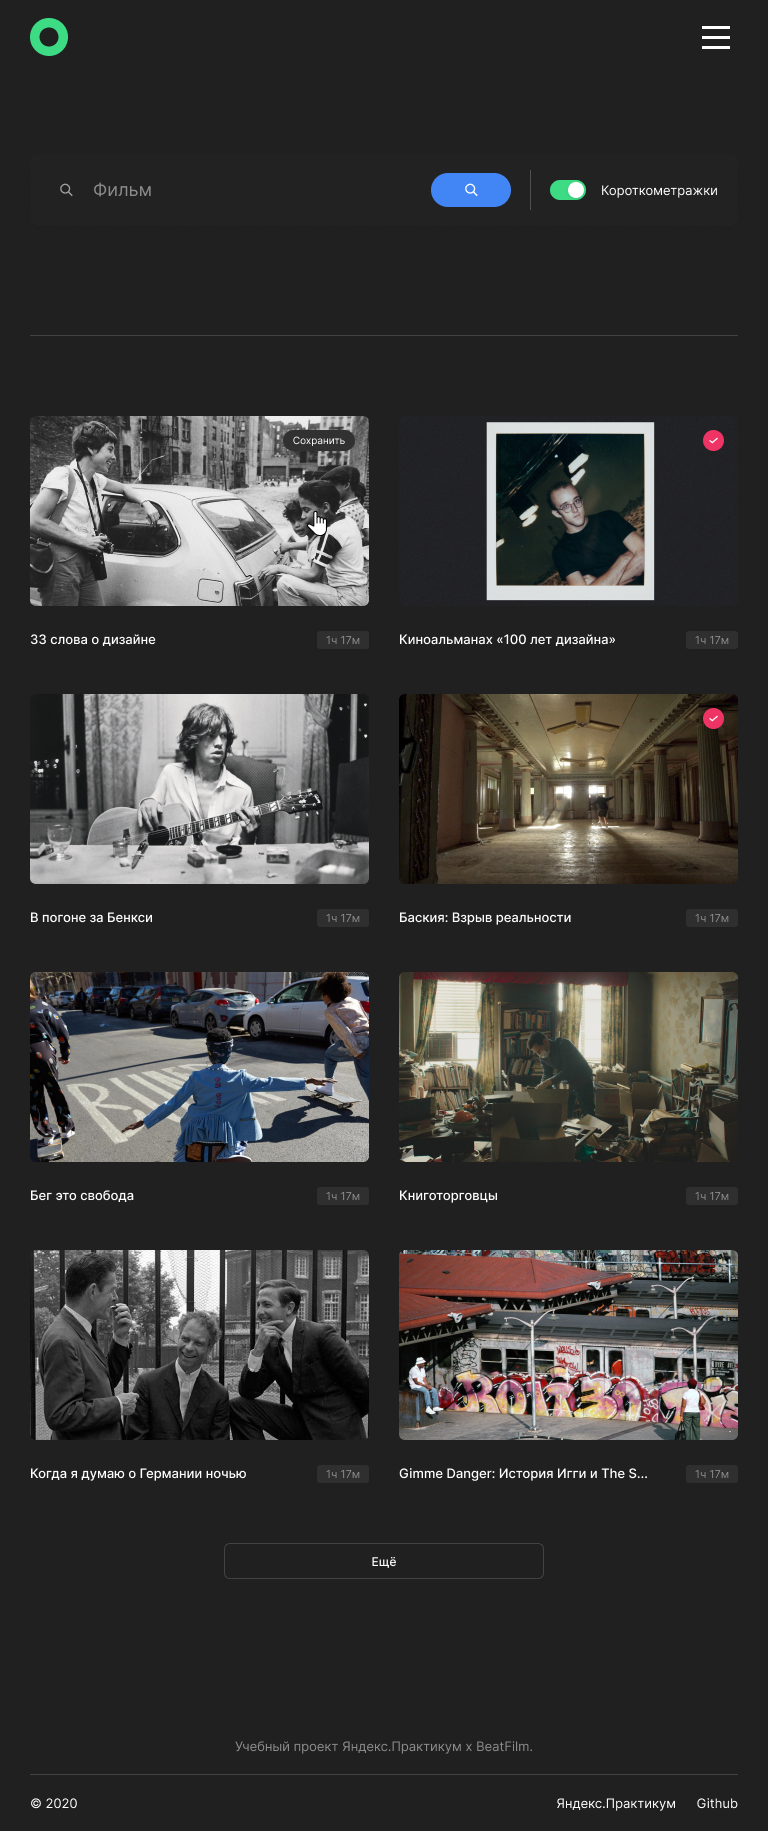 Фильм
Короткометражки
Сохранить
33 слова о дизайне
1ч 17м
Киноальманах «100 лет дизайна»
1ч 17м
В погоне за Бенкси
1ч 17м
Баския: Взрыв реальности
1ч 17м
Бег это свобода
1ч 17м
Книготорговцы
1ч 17м
Когда я думаю о Германии ночью
1ч 17м
Gimme Danger: История Игги и The S...
1ч 17м
Ещё
Учебный проект Яндекс.Практикум х BeatFilm.
© 2020
Яндекс.Практикум
Github